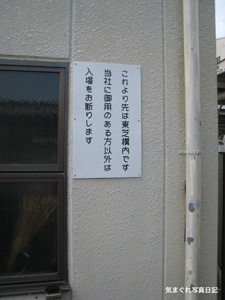 これより先は東芝構内です
当社に御用のある方以外は
入場をお断りします
気まぐれ写真日記